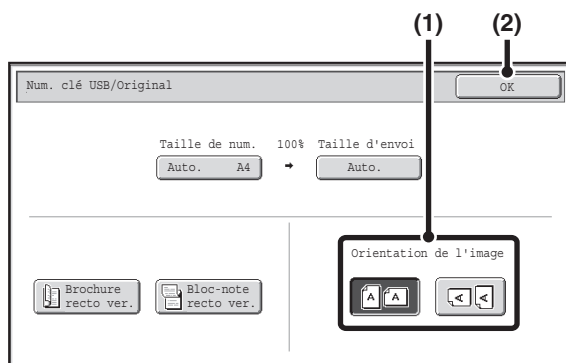 (1) (2)
Num. clé USB/Original OK
Taille de num. 100% Taille d'envoi
Auto. A4 Auto.
Orientation de l'image
Brochure
recto ver.
Bloc-note
recto ver.
A A A A